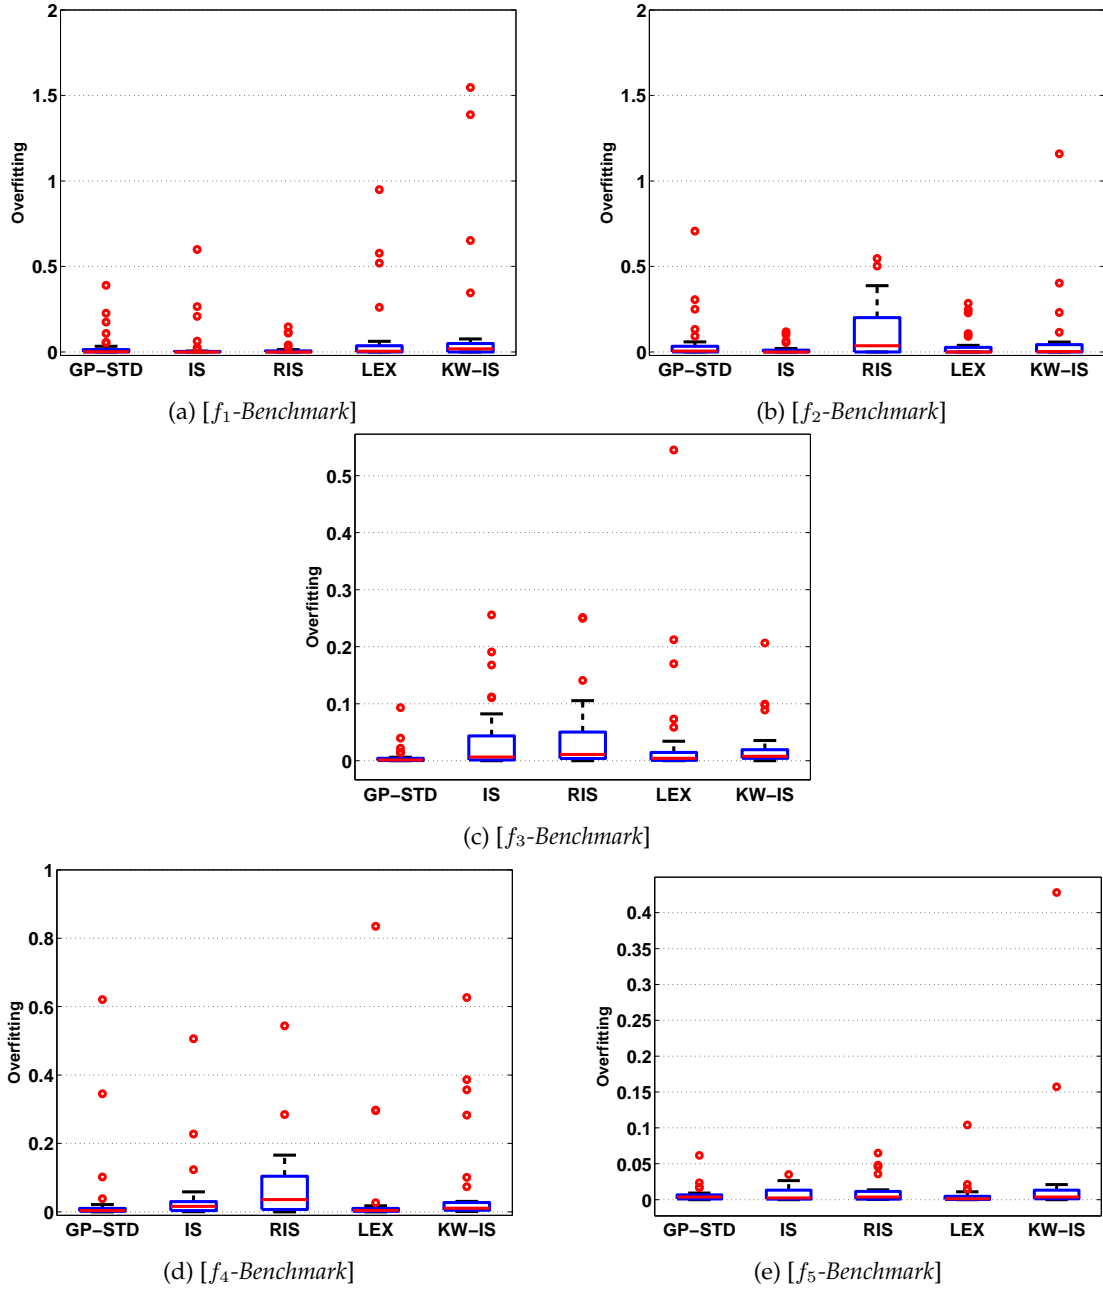 2
2
1.5
1.5
1
1
0.5
0.5
0
0
Overfitting
Overfitting
GP−STD IS RIS LEX KW−IS
GP−STD IS RIS LEX KW−IS
(a) [f₁-Benchmark]
(b) [f₂-Benchmark]
0.5
0.4
0.3
0.2
0.1
0
Overfitting
GP−STD IS RIS LEX KW−IS
(c) [f₃-Benchmark]
1
0.8
0.6
0.4
0.2
0
Overfitting
GP−STD IS RIS LEX KW−IS
(d) [f₄-Benchmark]
0.4
0.35
0.3
0.25
0.2
0.15
0.1
0.05
0
Overfitting
GP−STD IS RIS LEX KW−IS
(e) [f₅-Benchmark]